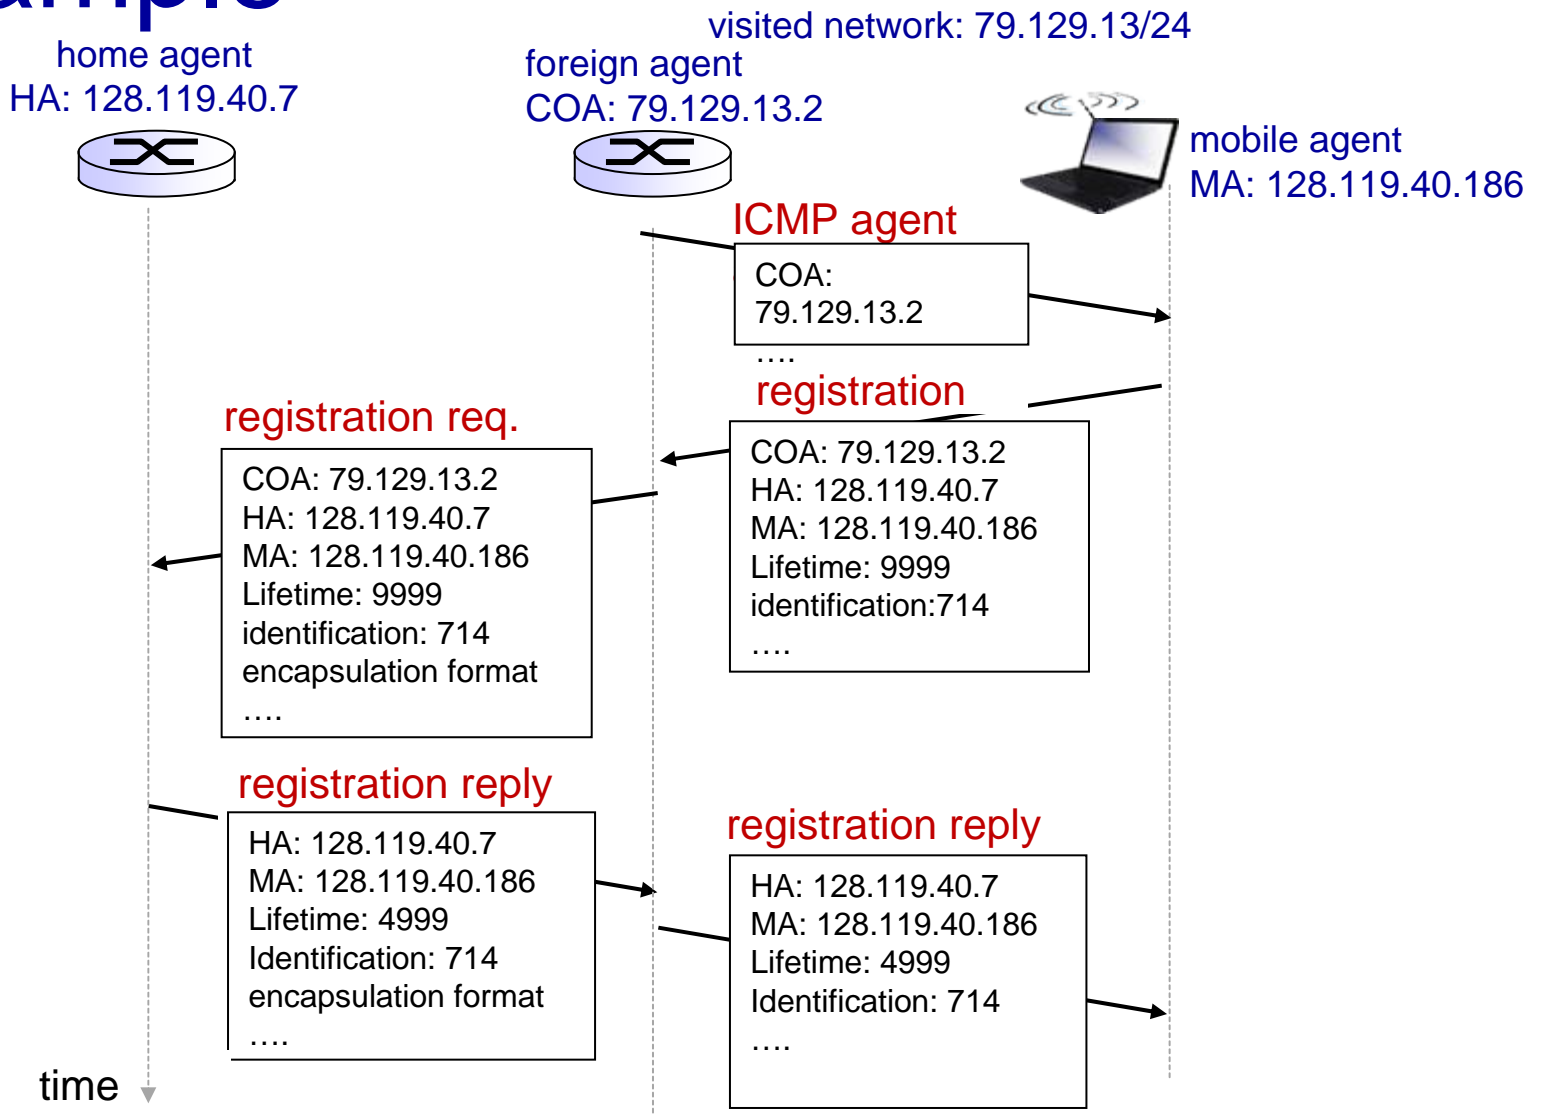 visited network: 79.129.13/24
home agent
HA: 128.119.40.7
foreign agent
COA: 79.129.13.2
mobile agent
MA: 128.119.40.186
ICMP agent
COA:
79.129.13.2
….
registration
COA: 79.129.13.2
HA: 128.119.40.7
MA: 128.119.40.186
Lifetime: 9999
identification:714
….
registration req.
COA: 79.129.13.2
HA: 128.119.40.7
MA: 128.119.40.186
Lifetime: 9999
identification: 714
encapsulation format
….
registration reply
HA: 128.119.40.7
MA: 128.119.40.186
Lifetime: 4999
Identification: 714
encapsulation format
….
registration reply
HA: 128.119.40.7
MA: 128.119.40.186
Lifetime: 4999
Identification: 714
….
time